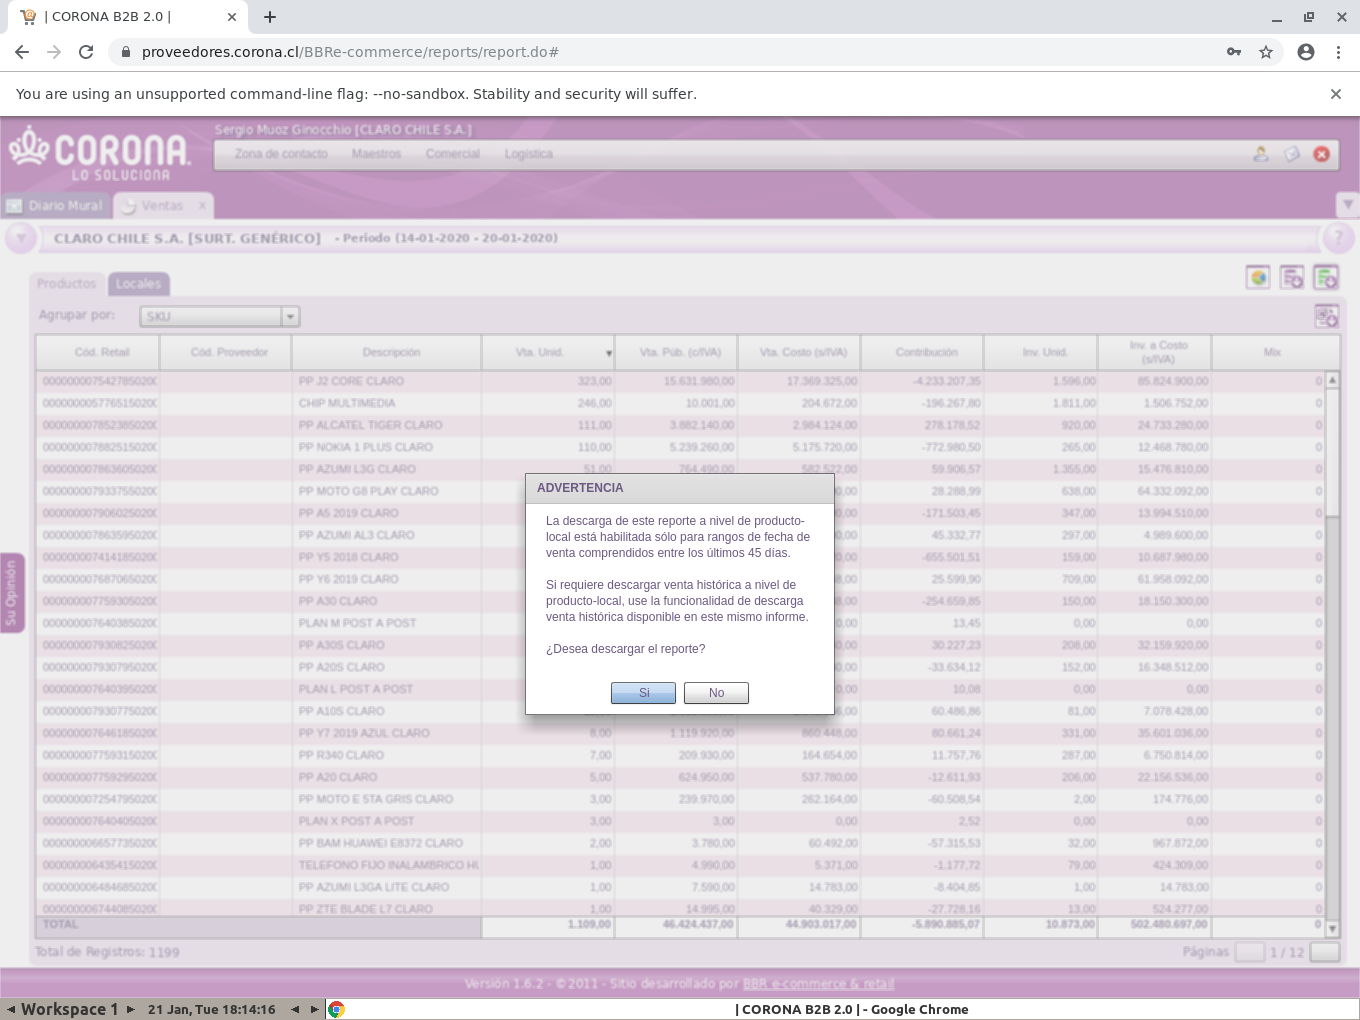 | CORONA B2B 2.0 |
proveedores.corona.cl/BBRe-commerce/reports/report.do#
You are using an unsupported command-line flag: --no-sandbox. Stability and security will suffer.
Sergio Muoz Ginocchio [CLARO CHILE S.A.]
CORONA.
LO SOLUCIONA
Zona de contacto Maestros Comercial Logística
Diario Mural Ventas x
CLARO CHILE S.A. [SURT. GENÉRICO] - Periodo (14-01-2020 - 20-01-2020)
?
Productos Locales
Agrupar por: SKU
Cód. Retail Cód. Proveedor Descripción Vta. Unid. Vta. Púb. (c/IVA) Vta. Costo (s/IVA) Contribución Inv. Unid. Inv. a Costo (s/IVA) Mix
000000007542785020 PP J2 CORE CLARO 323,00 15.631.980,00 17.369.325,00 -4.233.207,35 1.596,00 85.824.900,00 0
000000005776515020 CHIP MULTIMEDIA 246,00 10.001,00 204.672,00 -196.267,80 1.811,00 1.506.752,00 0
000000007852385020 PP ALCATEL TIGER CLARO 111,00 3.882.140,00 2.984.124,00 278.178,52 920,00 24.733.280,00 0
000000007882515020 PP NOKIA 1 PLUS CLARO 110,00 5.239.260,00 5.175.720,00 -772.980,50 265,00 12.468.780,00 0
000000007863605020 PP AZUMI L3G CLARO 51,00 764.490,00 582.522,00 59.906,57 1.355,00 15.476.810,00 0
000000007933755020 PP MOTO G8 PLAY CLARO 28.288,99 638,00 64.332.092,00 0
000000007906025020 PP A5 2019 CLARO -171.503,45 347,00 13.994.510,00 0
000000007863595020 PP AZUMI AL3 CLARO 45.332,77 297,00 4.989.600,00 0
000000007414185020 PP Y5 2018 CLARO -655.501,51 159,00 10.687.980,00 0
000000007687065020 PP Y6 2019 CLARO 25.599,90 709,00 61.958.092,00 0
000000007759305020 PP A30 CLARO -254.659,85 150,00 18.150.300,00 0
000000007640385020 PLAN M POST A POST 13,45 0,00 0,00 0
000000007930825020 PP A30S CLARO 30.227,23 208,00 32.159.920,00 0
000000007930795020 PP A20S CLARO -33.634,12 152,00 16.348.512,00 0
000000007640395020 PLAN L POST A POST 10,08 0,00 0,00 0
000000007930775020 PP A10S CLARO 60.486,86 81,00 7.078.428,00 0
000000007646185020 PP Y7 2019 AZUL CLARO 8,00 1.119.920,00 860.448,00 80.661,24 331,00 35.601.036,00 0
000000007759315020 PP R340 CLARO 7,00 209.930,00 164.654,00 11.757,76 287,00 6.750.814,00 0
000000007759295020 PP A20 CLARO 5,00 624.950,00 537.780,00 -12.611,93 206,00 22.156.536,00 0
000000007254795020 PP MOTO E 5TA GRIS CLARO 3,00 239.970,00 262.164,00 -60.508,54 2,00 174.776,00 0
000000007640405020 PLAN X POST A POST 3,00 3,00 0,00 2,52 0,00 0,00 0
000000006657735020 PP BAM HUAWEI E8372 CLARO 2,00 3.780,00 60.492,00 -57.315,53 32,00 967.872,00 0
000000006435415020 TELEFONO FIJO INALAMBRICO HU 1,00 4.990,00 5.371,00 -1.177,72 79,00 424.309,00 0
000000006484685020 PP AZUMI L3GA LITE CLARO 1,00 7.590,00 14.783,00 -8.404,85 1,00 14.783,00 0
000000006744085020 PP ZTE BLADE L7 CLARO 1,00 14.995,00 40.329,00 -27.728,16 13,00 524.277,00 0
TOTAL 1.109,00 46.424.437,00 44.903.017,00 -5.890.885,07 10.873,00 502.480.697,00 0
Total de Registros: 1199 Páginas 1 / 12
Su Opinión
ADVERTENCIA
La descarga de este reporte a nivel de producto-
local está habilitada sólo para rangos de fecha de
venta comprendidos entre los últimos 45 días.
Si requiere descargar venta histórica a nivel de
producto-local, use la funcionalidad de descarga
venta histórica disponible en este mismo informe.
¿Desea descargar el reporte?
Si No
Versión 1.6.2 - ©2011 - Sitio desarrollado por BBR e-commerce & retail
Workspace 1 21 Jan, Tue 18:14:16 | CORONA B2B 2.0 | - Google Chrome